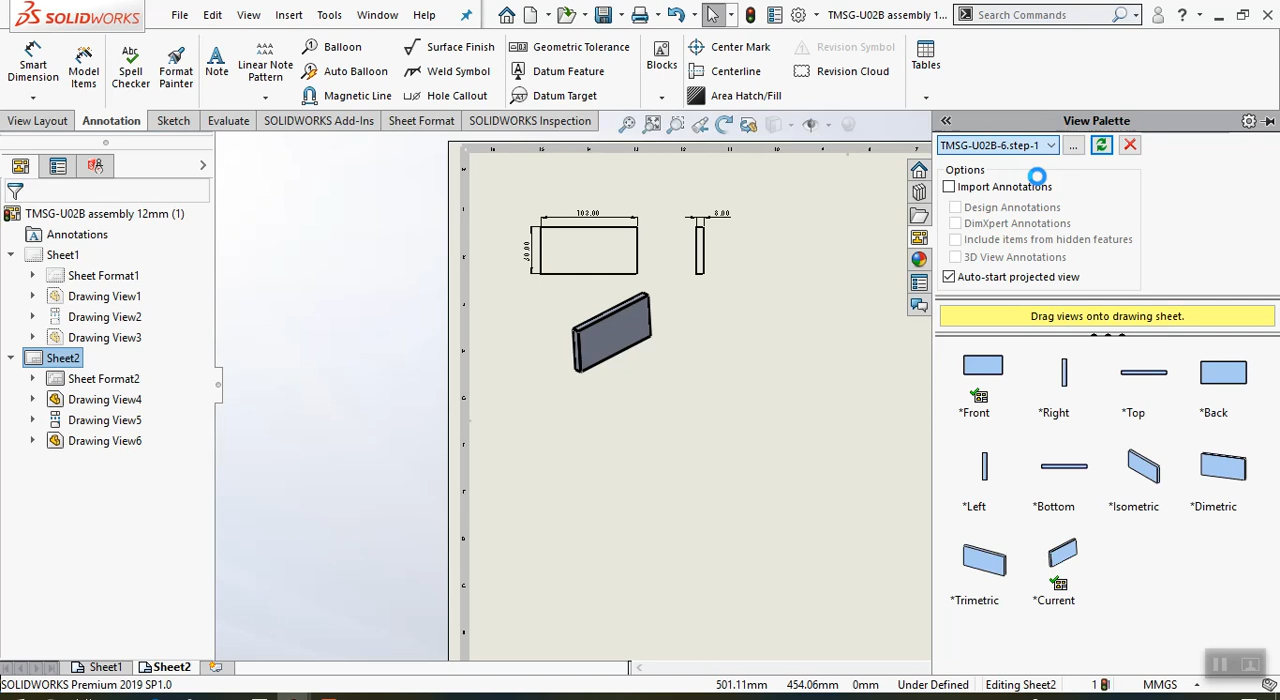 SOLIDWORKS
File Edit View Insert Tools Window Help
TMSG-U02B assembly 1...
Search Commands
Smart Dimension
Model Items
Spell Checker
Format Painter
Note
Linear Note Pattern
Balloon
Auto Balloon
Magnetic Line
Surface Finish
Weld Symbol
Hole Callout
Geometric Tolerance
Datum Feature
Datum Target
Blocks
Center Mark
Centerline
Area Hatch/Fill
Revision Symbol
Revision Cloud
Tables
View Layout Annotation Sketch Evaluate SOLIDWORKS Add-Ins Sheet Format SOLIDWORKS Inspection
TMSG-U02B assembly 12mm (1)
Annotations
Sheet1
Sheet Format1
Drawing View1
Drawing View2
Drawing View3
Sheet2
Sheet Format2
Drawing View4
Drawing View5
Drawing View6
View Palette
TMSG-U02B-6.step-1
...
Options
Import Annotations
Design Annotations
DimXpert Annotations
Include items from hidden features
3D View Annotations
Auto-start projected view
Drag views onto drawing sheet.
*Front *Right *Top *Back
*Left *Bottom *Isometric *Dimetric
*Trimetric *Current
Sheet1 Sheet2
SOLIDWORKS Premium 2019 SP1.0
501.11mm 454.06mm 0mm Under Defined Editing Sheet2 1 MMGS